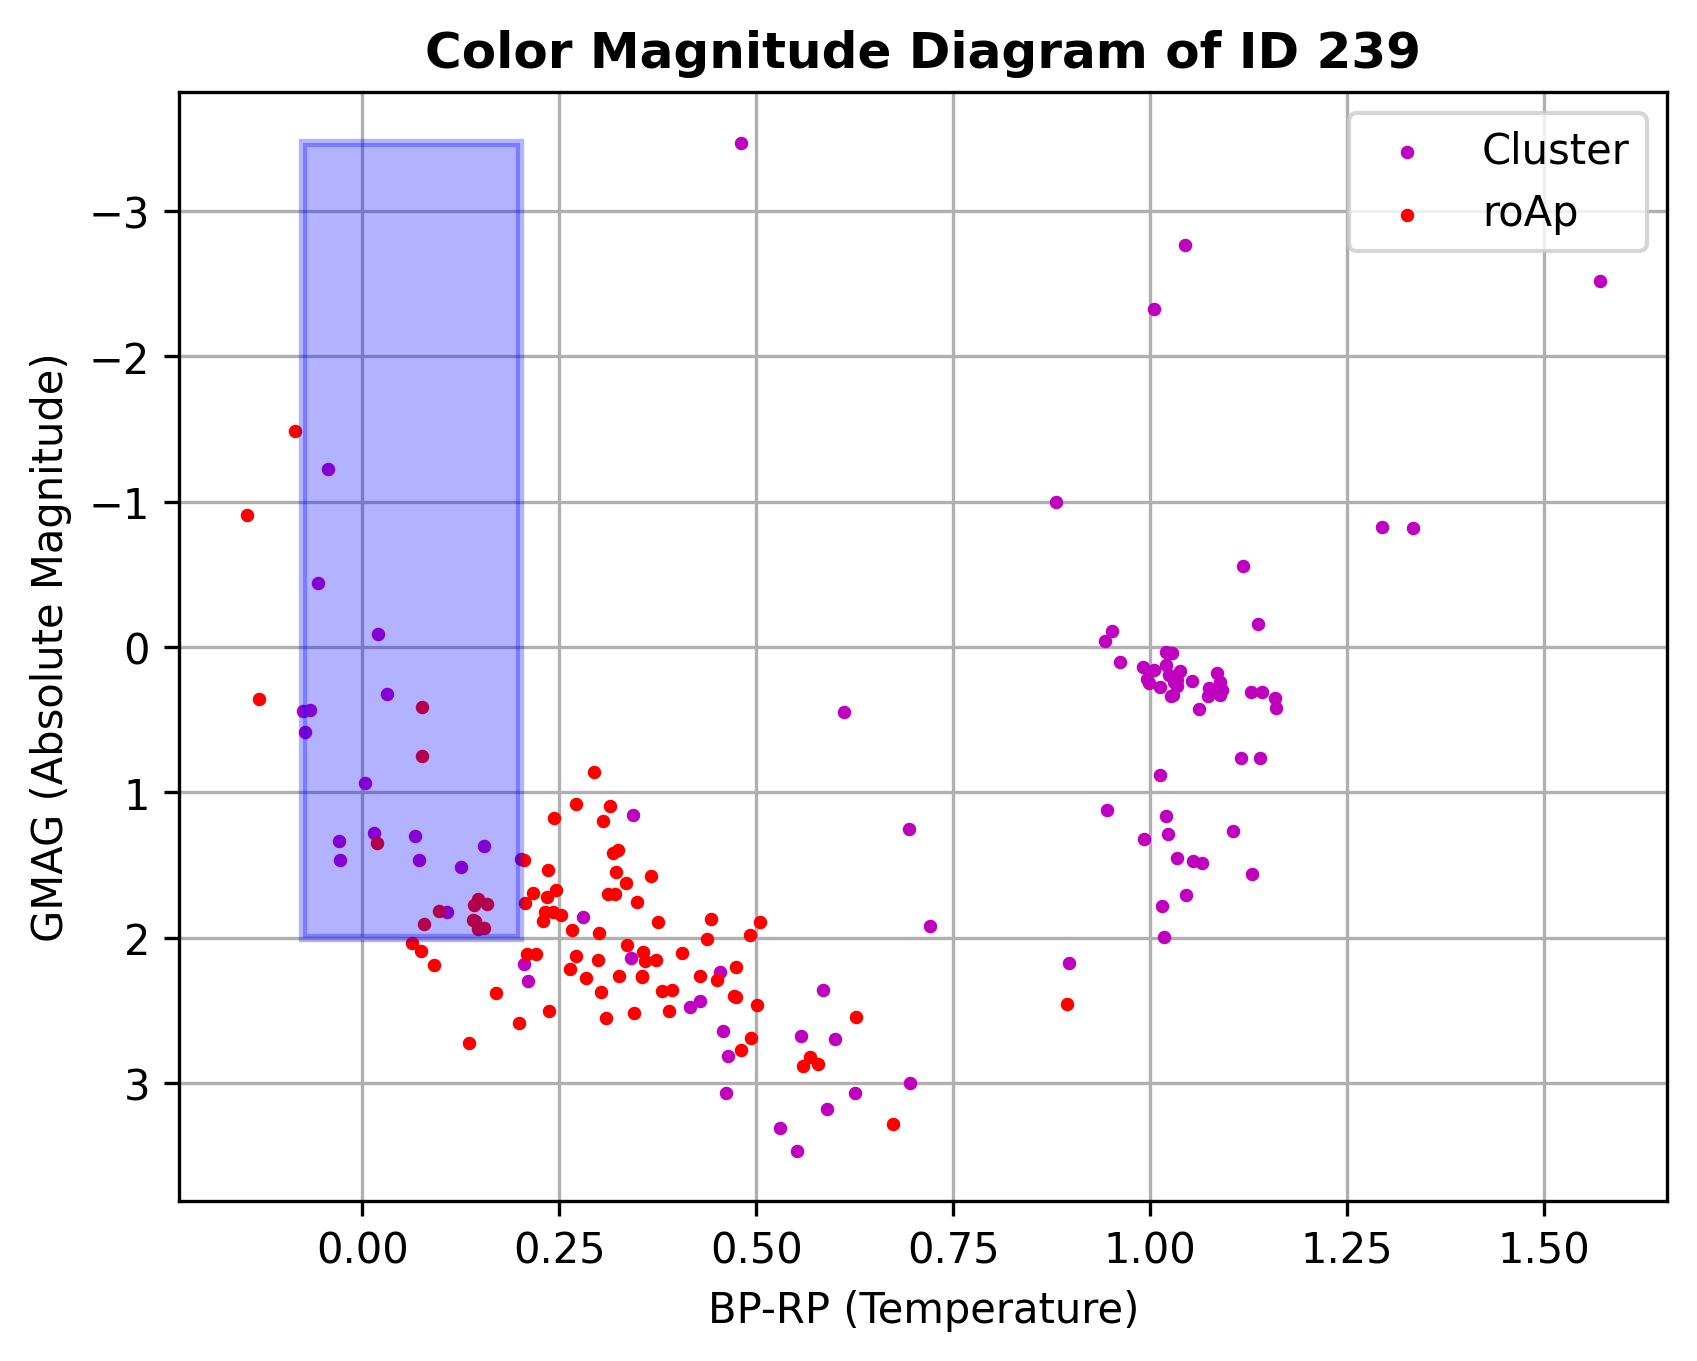 Color Magnitude Diagram of ID 239
Cluster
roAp
GMAG (Absolute Magnitude)
−3
−2
−1
0
1
2
3
0.00 0.25 0.50 0.75 1.00 1.25 1.50
BP-RP (Temperature)